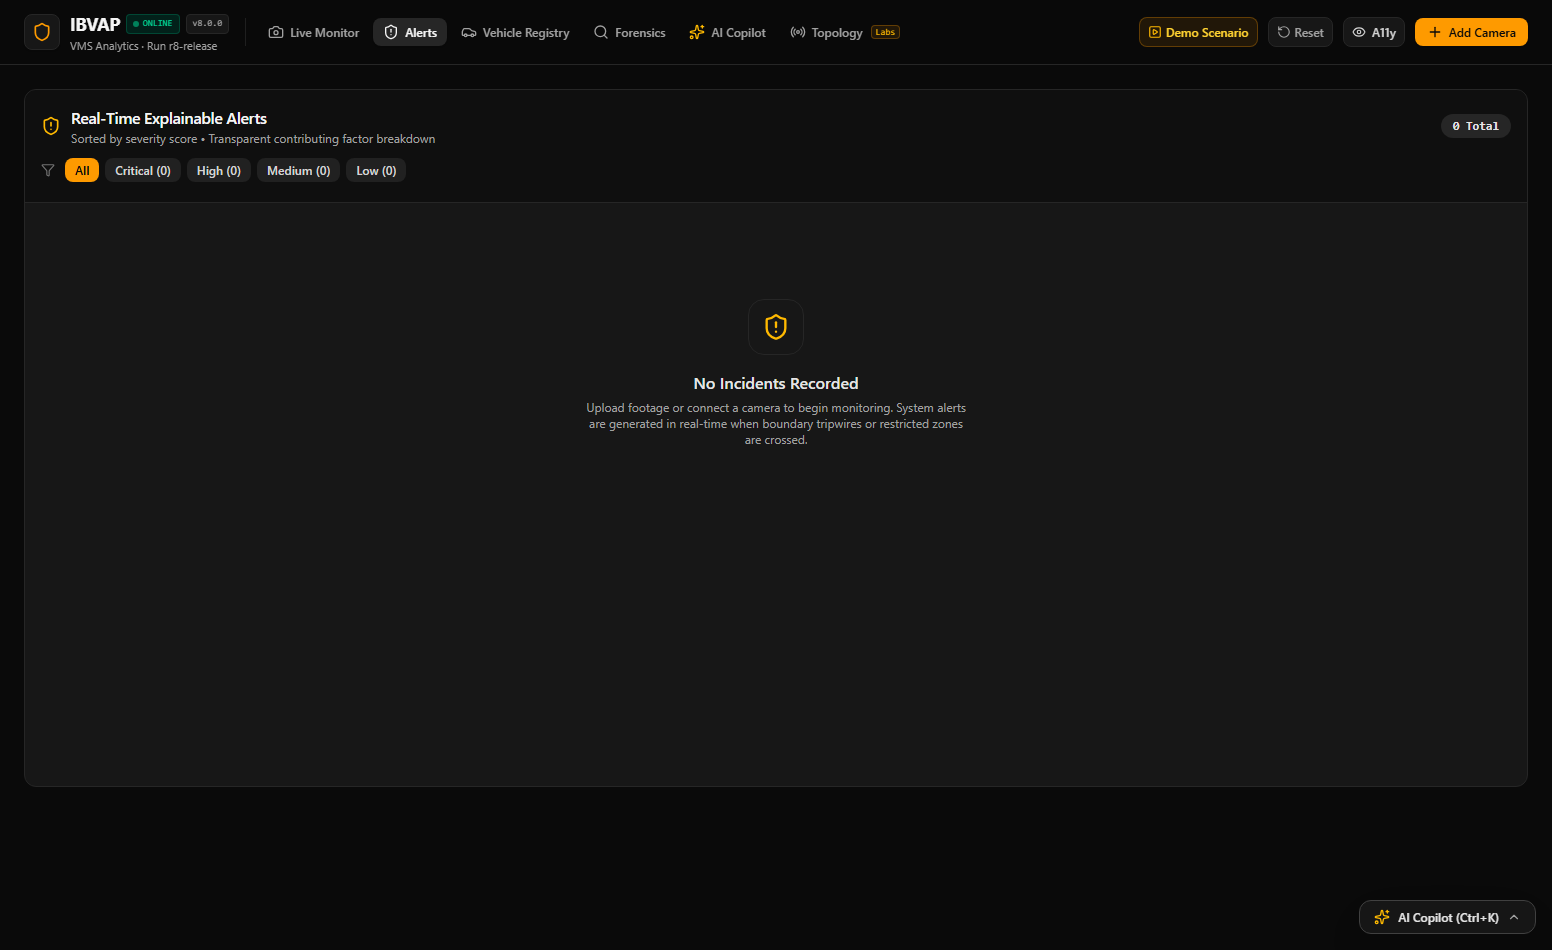 IBVAP ONLINE v8.0.0
VMS Analytics · Run r8-release
Live Monitor Alerts Vehicle Registry Forensics AI Copilot Topology Labs
Demo Scenario Reset A11y + Add Camera
Real-Time Explainable Alerts
Sorted by severity score • Transparent contributing factor breakdown
0 Total
All Critical (0) High (0) Medium (0) Low (0)
No Incidents Recorded
Upload footage or connect a camera to begin monitoring. System alerts
are generated in real-time when boundary tripwires or restricted zones
are crossed.
AI Copilot (Ctrl+K)